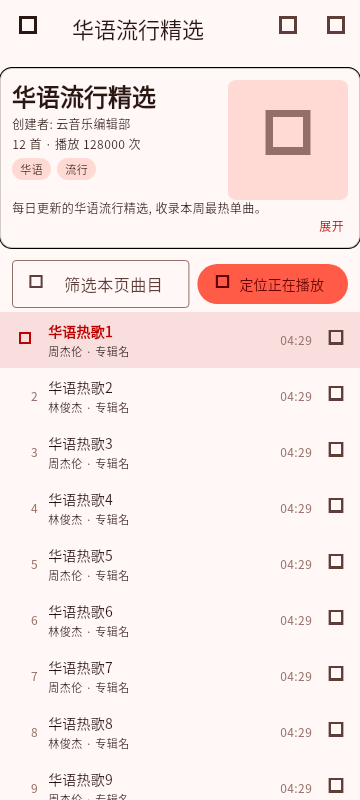 华语流行精选
华语流行精选
创建者: 云音乐编辑部
12 首 · 播放 128000 次
华语 流行
每日更新的华语流行精选, 收录本周最热单曲。
展开
筛选本页曲目 定位正在播放
华语热歌1
周杰伦 · 专辑名
04:29
2 华语热歌2
林俊杰 · 专辑名
04:29
3 华语热歌3
周杰伦 · 专辑名
04:29
4 华语热歌4
林俊杰 · 专辑名
04:29
5 华语热歌5
周杰伦 · 专辑名
04:29
6 华语热歌6
林俊杰 · 专辑名
04:29
7 华语热歌7
周杰伦 · 专辑名
04:29
8 华语热歌8
林俊杰 · 专辑名
04:29
9 华语热歌9
周杰伦 · 专辑名
04:29